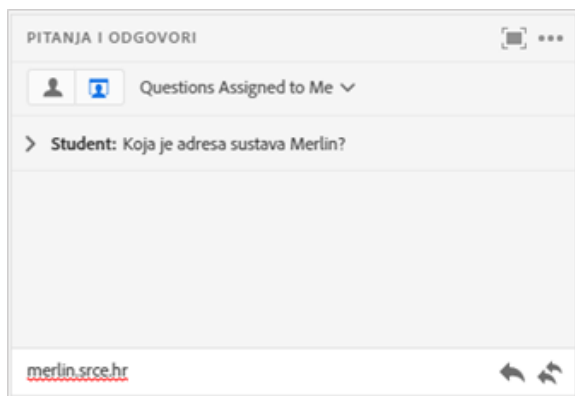 PITANJA I ODGOVORI
Questions Assigned to Me
Student: Koja je adresa sustava Merlin?
merlin.srce.hr